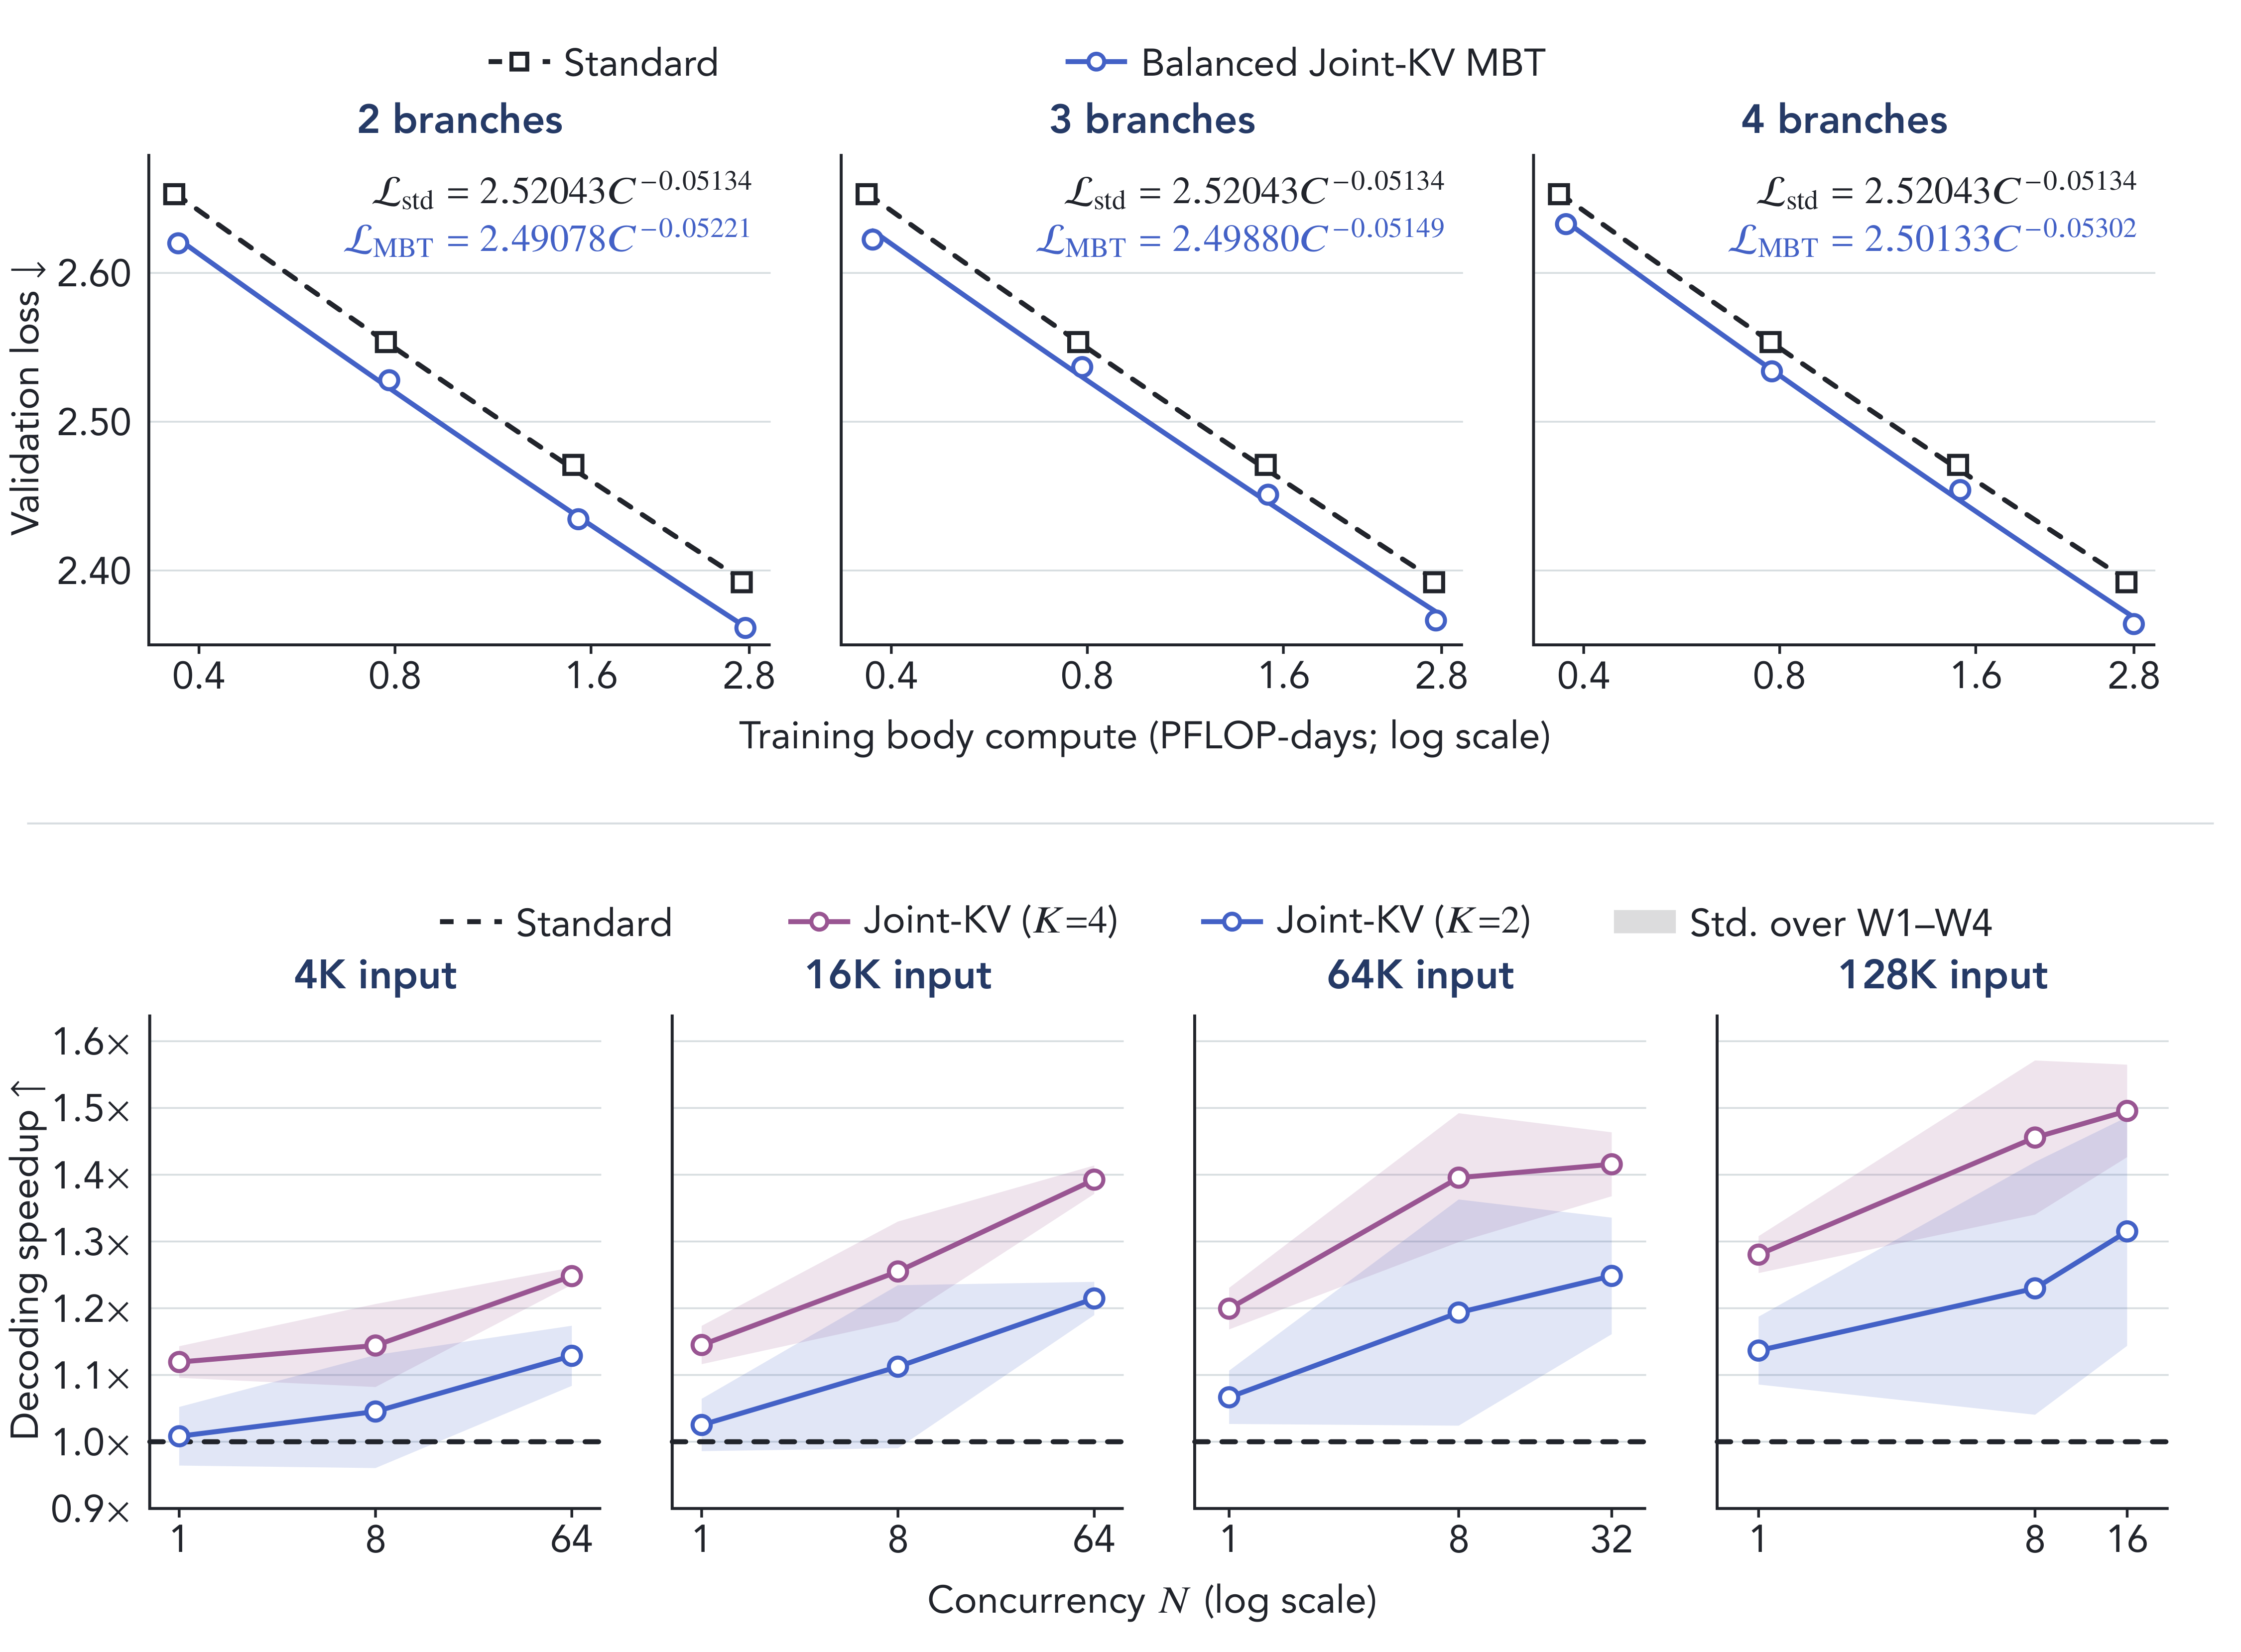 Standard
Balanced Joint-KV MBT
2 branches
3 branches
4 branches
ℒstd = 2.52043C^−0.05134
ℒMBT = 2.49078C^−0.05221
ℒstd = 2.52043C^−0.05134
ℒMBT = 2.49880C^−0.05149
ℒstd = 2.52043C^−0.05134
ℒMBT = 2.50133C^−0.05302
Validation loss ↓
2.60
2.50
2.40
0.4 0.8 1.6 2.8
0.4 0.8 1.6 2.8
0.4 0.8 1.6 2.8
Training body compute (PFLOP-days; log scale)
Standard
Joint-KV (K=4)
Joint-KV (K=2)
Std. over W1–W4
4K input
16K input
64K input
128K input
Decoding speedup ↑
1.6×
1.5×
1.4×
1.3×
1.2×
1.1×
1.0×
0.9×
1 8 64
1 8 64
1 8 32
1 8 16
Concurrency N (log scale)